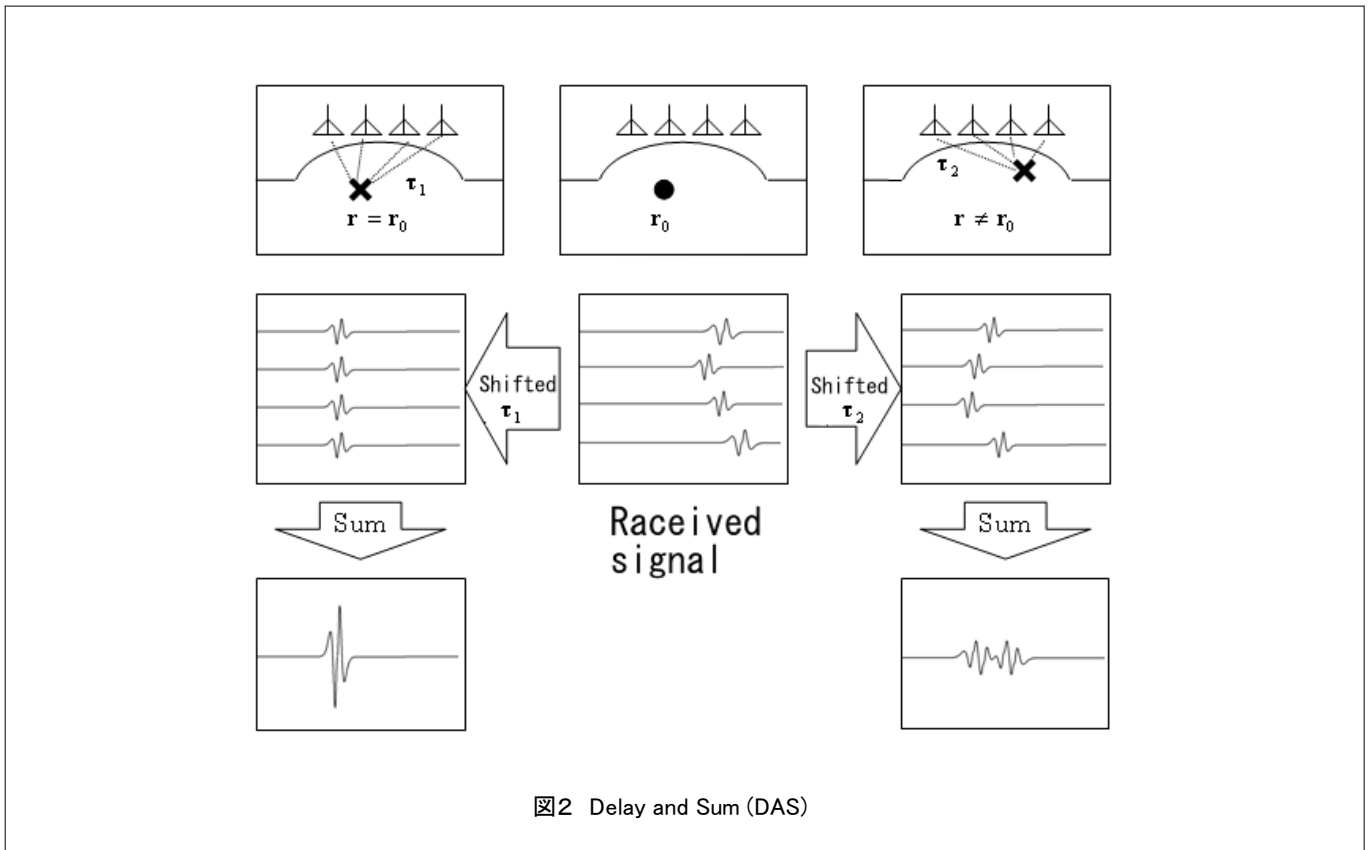 τ₁
r = r₀
r₀
τ₂
r ≠ r₀
Shifted
τ₁
Shifted
τ₂
Sum
Raceived
signal
Sum
図2 Delay and Sum (DAS)